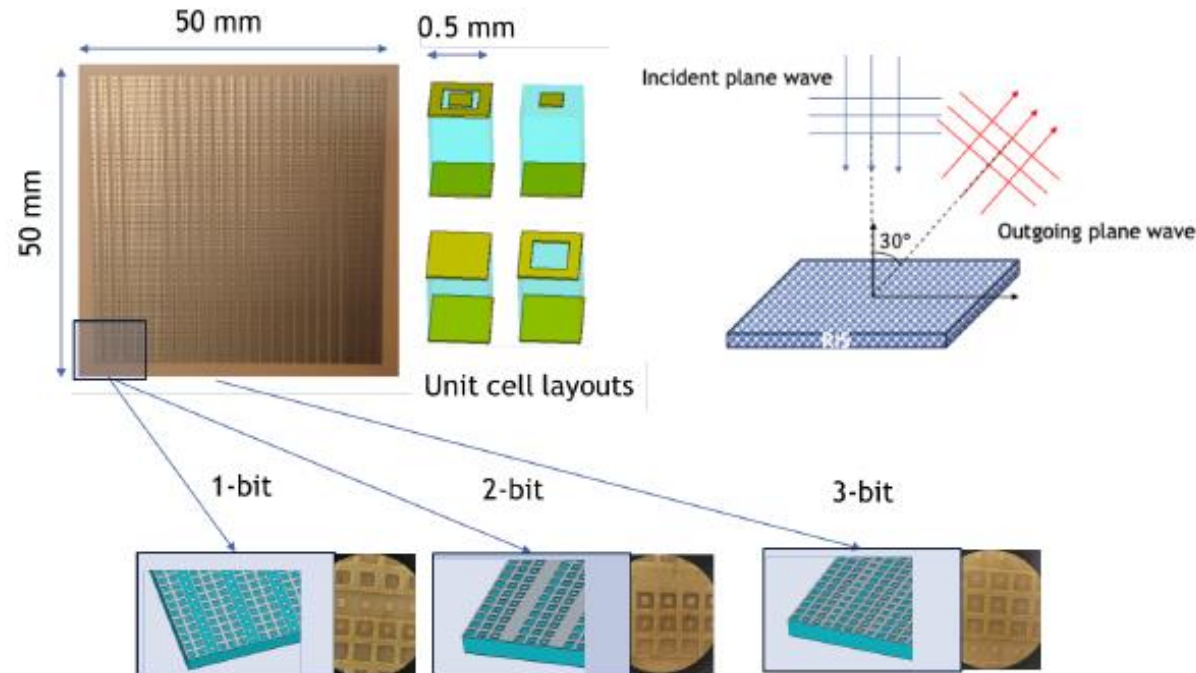 50 mm
0.5 mm
50 mm
Incident plane wave
Outgoing plane wave
30°
RIS
Unit cell layouts
1-bit
2-bit
3-bit